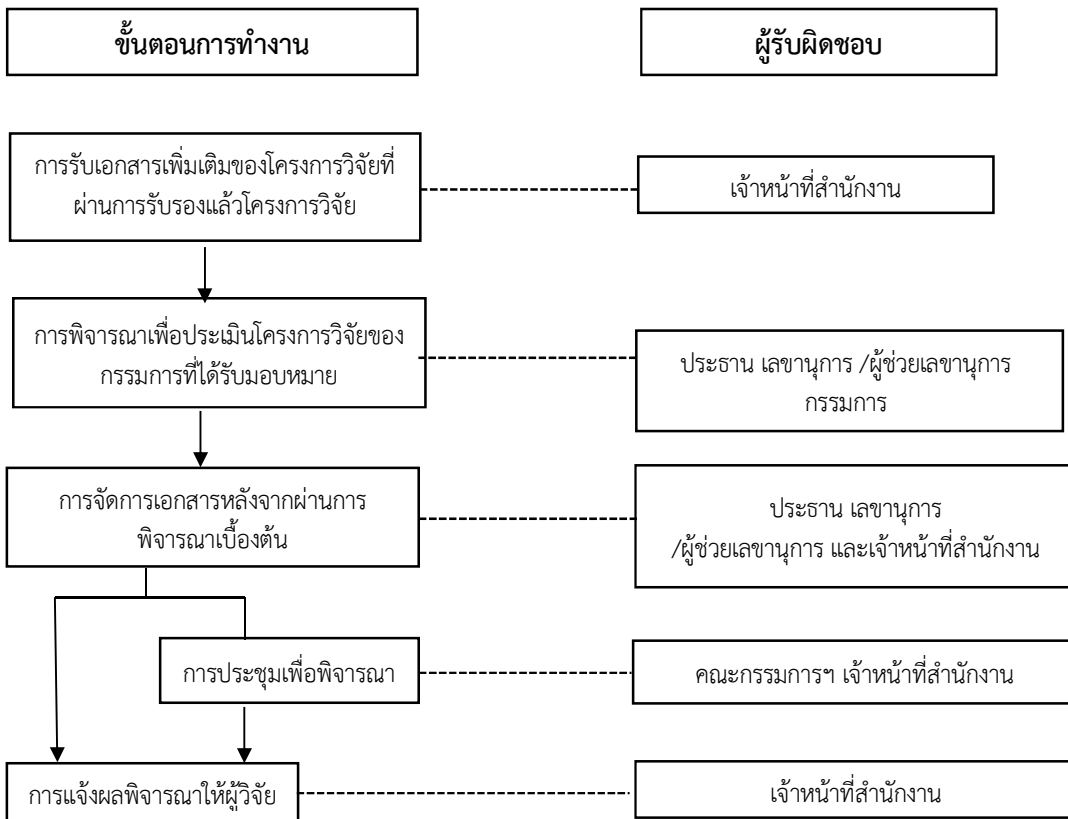 ขั้นตอนการทำงาน
ผู้รับผิดชอบ
การรับเอกสารเพิ่มเติมของโครงการวิจัยที่
ผ่านการรับรองแล้วโครงการวิจัย
เจ้าหน้าที่สำนักงาน
การพิจารณาเพื่อประเมินโครงการวิจัยของ
กรรมการที่ได้รับมอบหมาย
ประธาน เลขานุการ /ผู้ช่วยเลขานุการ
กรรมการ
การจัดการเอกสารหลังจากผ่านการ
พิจารณาเบื้องต้น
ประธาน เลขานุการ
/ผู้ช่วยเลขานุการ และเจ้าหน้าที่สำนักงาน
การประชุมเพื่อพิจารณา
คณะกรรมการฯ เจ้าหน้าที่สำนักงาน
การแจ้งผลพิจารณาให้ผู้วิจัย
เจ้าหน้าที่สำนักงาน